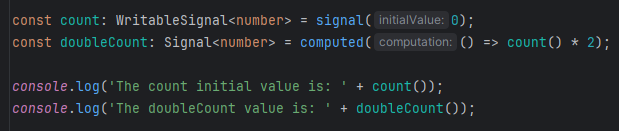 const count: WritableSignal<number> = signal( initialValue: 0);
const doubleCount: Signal<number> = computed( computation: () => count() * 2);
console.log('The count initial value is: ' + count());
console.log('The doubleCount value is: ' + doubleCount());